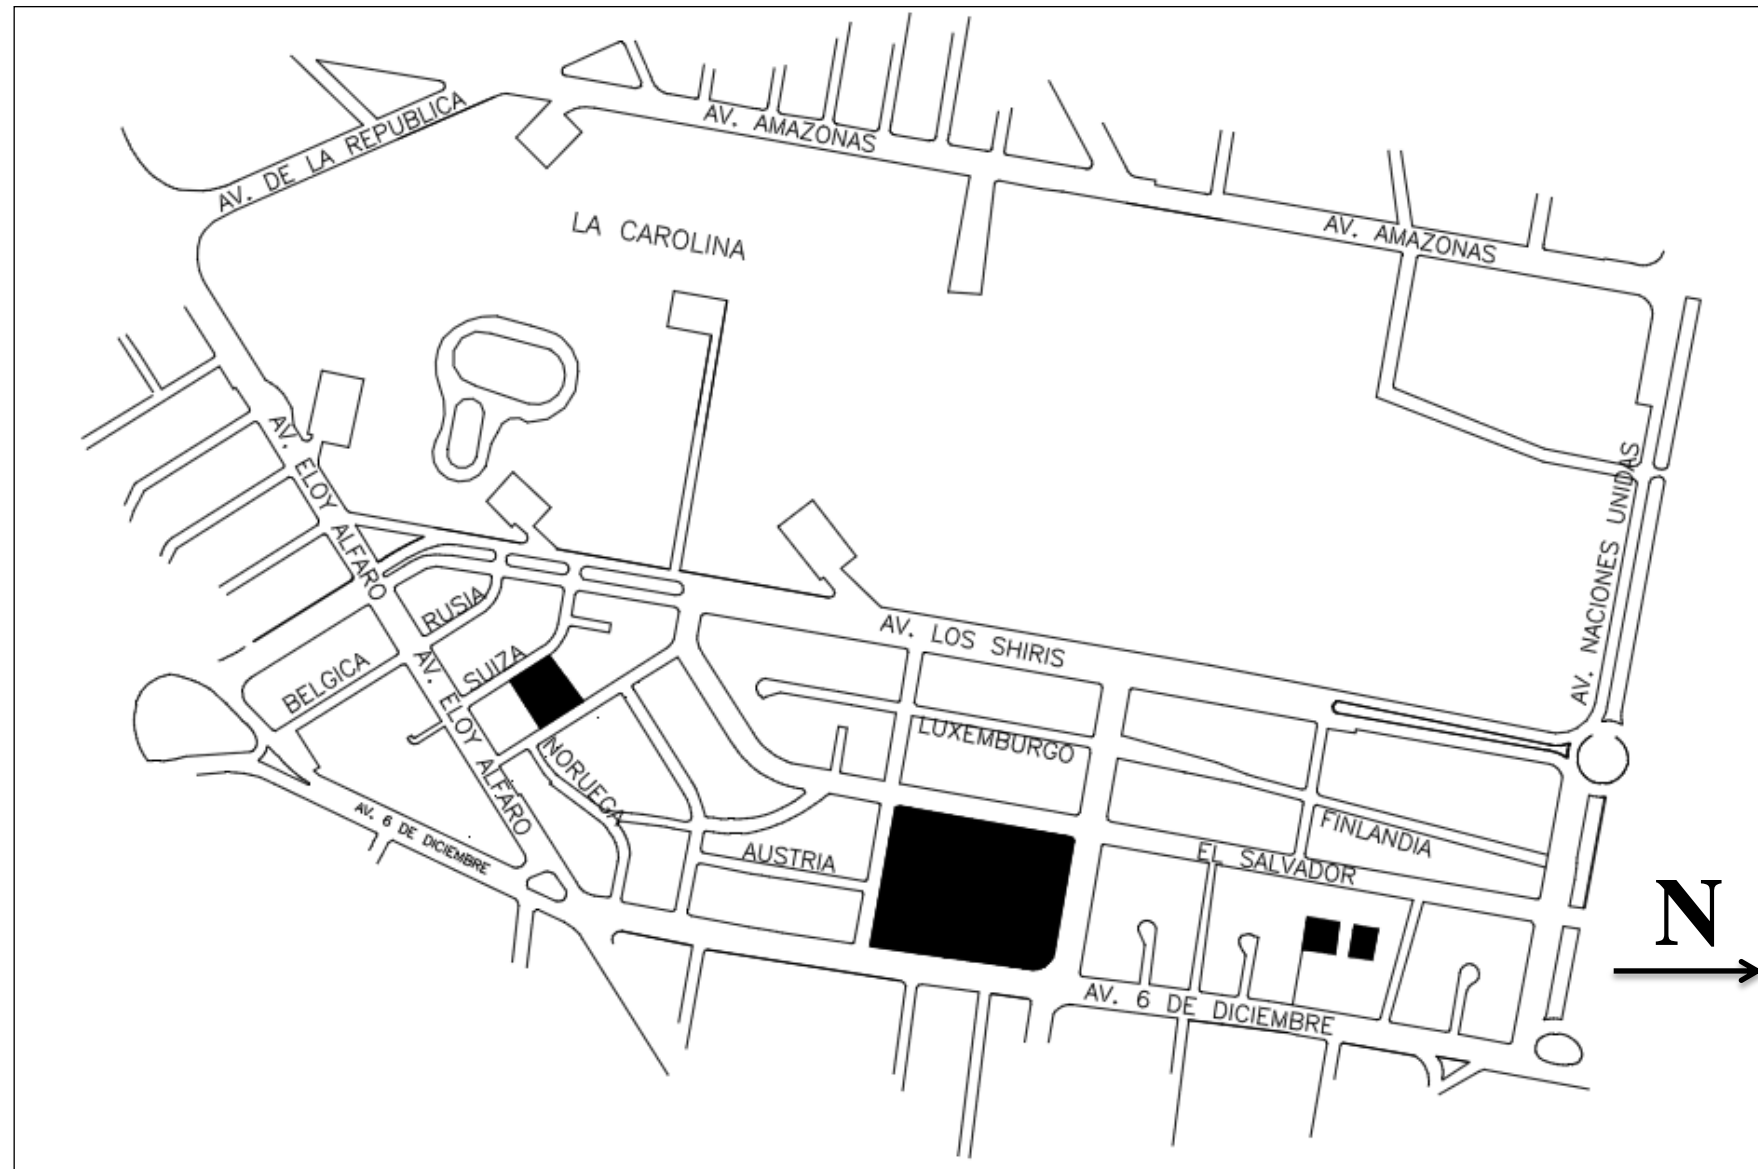 AV. DE LA REPUBLICA
AV. AMAZONAS
AV. AMAZONAS
LA CAROLINA
AV. ELOY ALFARO
AV. NACIONES UNIDAS
RUSIA
SUIZA
BELGICA
AV. ELOY ALFARO
AV. LOS SHIRIS
LUXEMBURGO
NORUEGA
AV. 6 DE DICIEMBRE
AUSTRIA
FINLANDIA
EL SALVADOR
N
AV. 6 DE DICIEMBRE